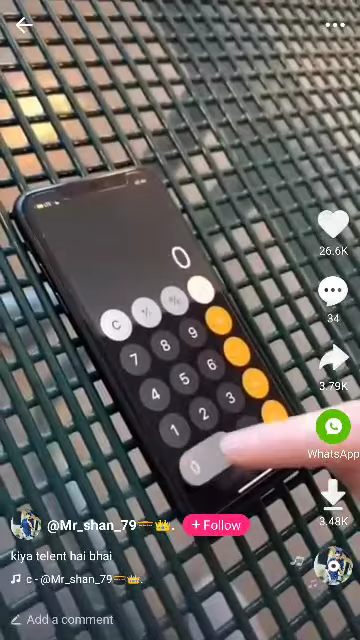 0
C +/- %
7 8 9
4 5 6
1 2 3
0
26.6K
34
3.79K
WhatsApp
3.48K
@Mr_shan_79 .
+ Follow
kiya telent hai bhai
c - @Mr_shan_79 .
Add a comment